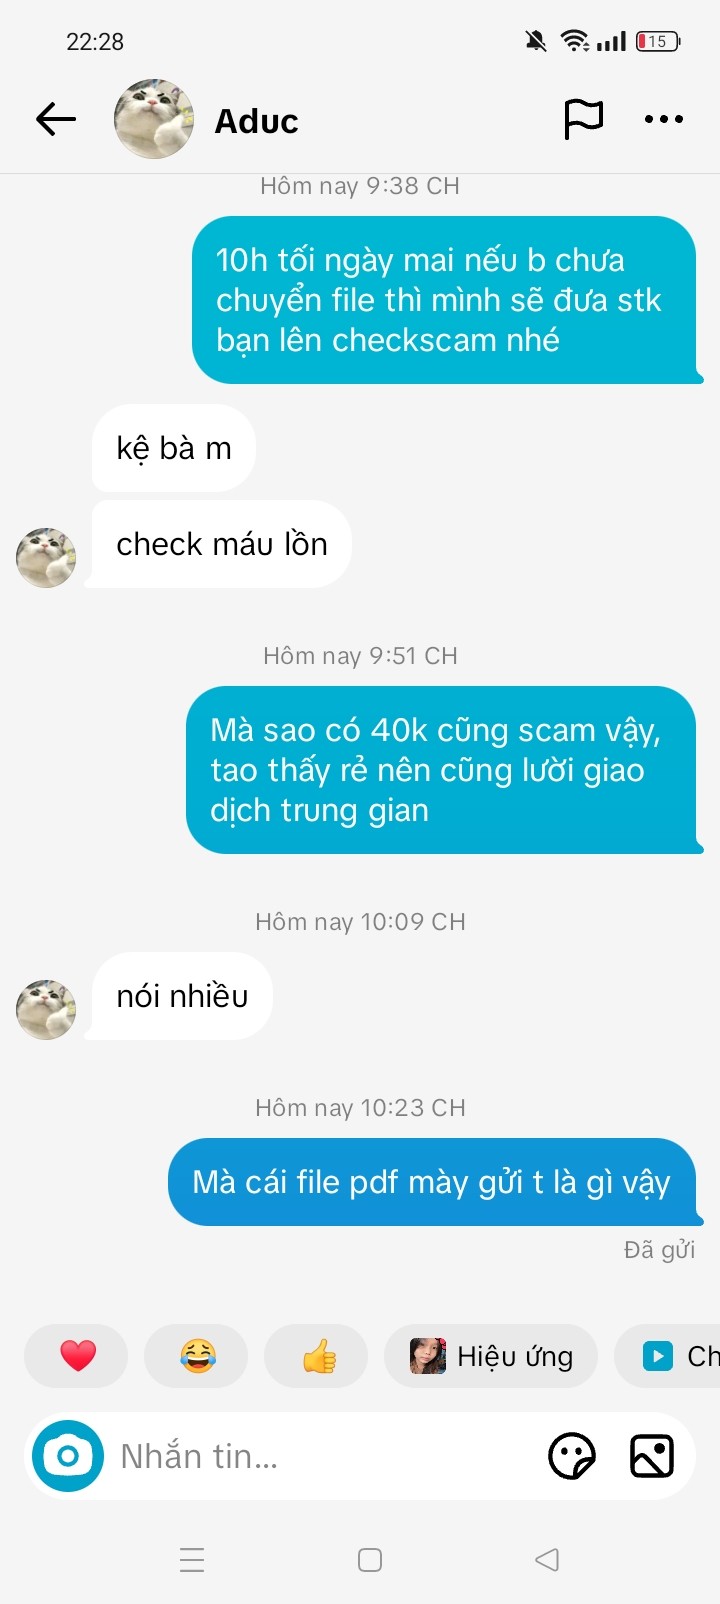 22:28
15
Aduc
Hôm nay 9:38 CH
10h tối ngày mai nếu b chưa
chuyển file thì mình sẽ đưa stk
bạn lên checkscam nhé
kệ bà m
check máu lồn
Hôm nay 9:51 CH
Mà sao có 40k cũng scam vậy,
tao thấy rẻ nên cũng lười giao
dịch trung gian
Hôm nay 10:09 CH
nói nhiều
Hôm nay 10:23 CH
Mà cái file pdf mày gửi t là gì vậy
Đã gửi
Hiệu ứng
Ch
Nhắn tin...